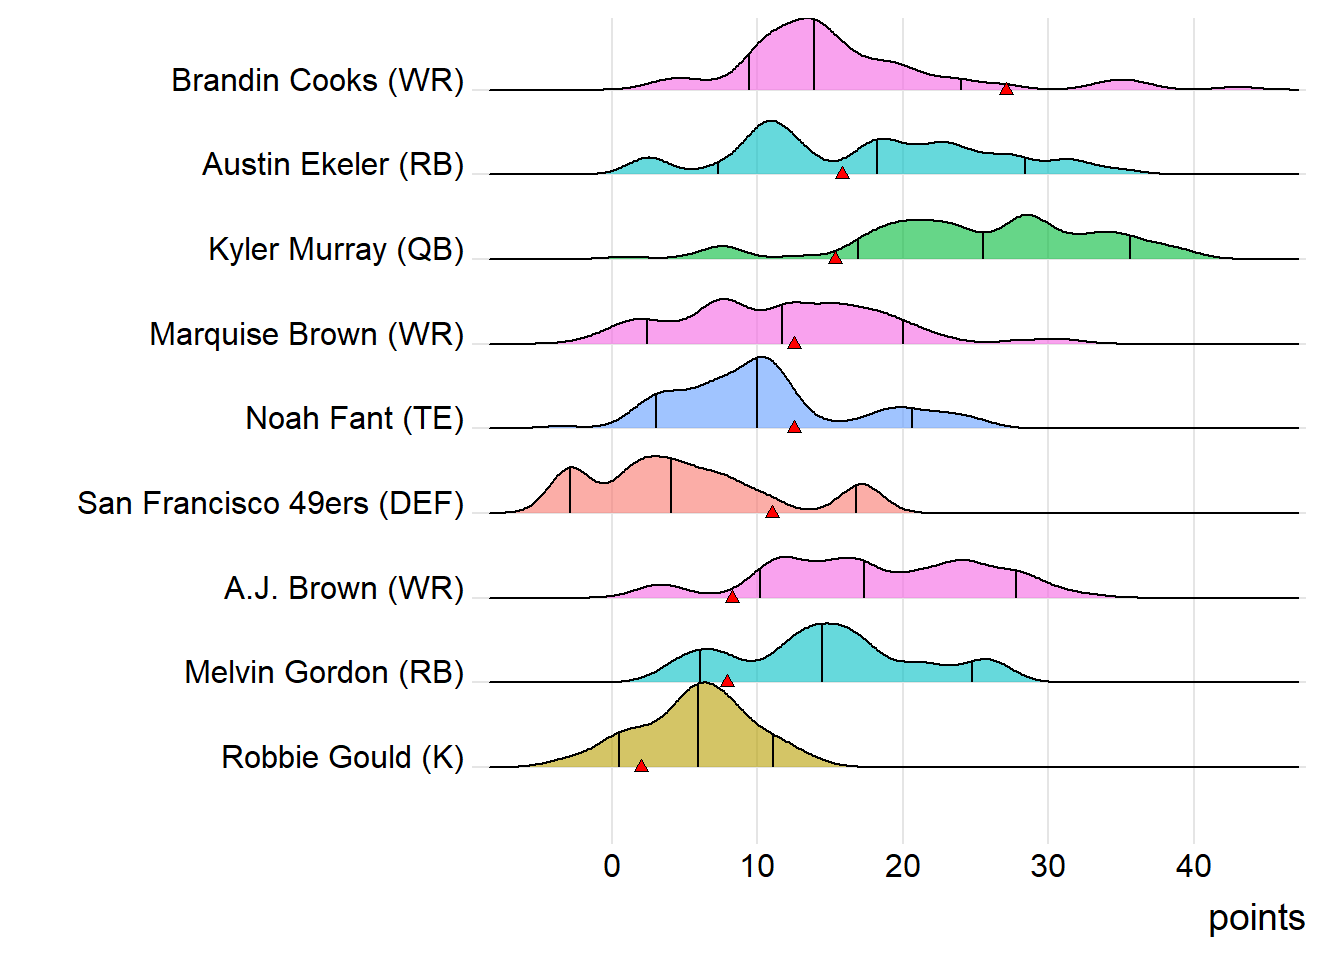 Brandin Cooks (WR)
Austin Ekeler (RB)
Kyler Murray (QB)
Marquise Brown (WR)
Noah Fant (TE)
San Francisco 49ers (DEF)
A.J. Brown (WR)
Melvin Gordon (RB)
Robbie Gould (K)
0 10 20 30 40
points